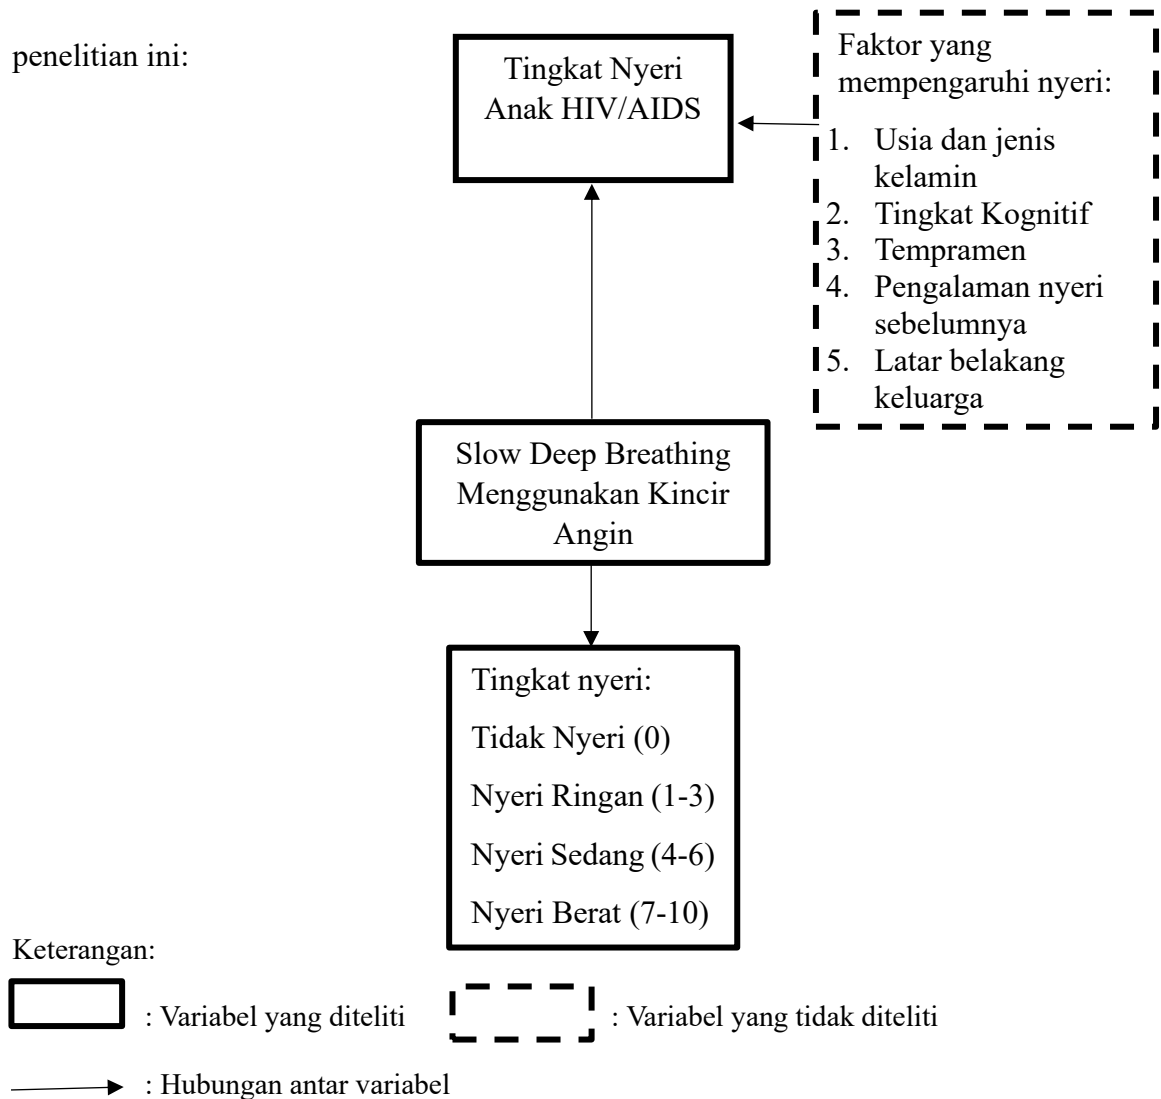 penelitian ini:
Tingkat Nyeri
Anak HIV/AIDS
Faktor yang
mempengaruhi nyeri:
1. Usia dan jenis
kelamin
2. Tingkat Kognitif
3. Tempramen
4. Pengalaman nyeri
sebelumnya
5. Latar belakang
keluarga
Slow Deep Breathing
Menggunakan Kincir
Angin
Tingkat nyeri:
Tidak Nyeri (0)
Nyeri Ringan (1-3)
Nyeri Sedang (4-6)
Nyeri Berat (7-10)
Keterangan:
: Variabel yang diteliti
: Variabel yang tidak diteliti
: Hubungan antar variabel